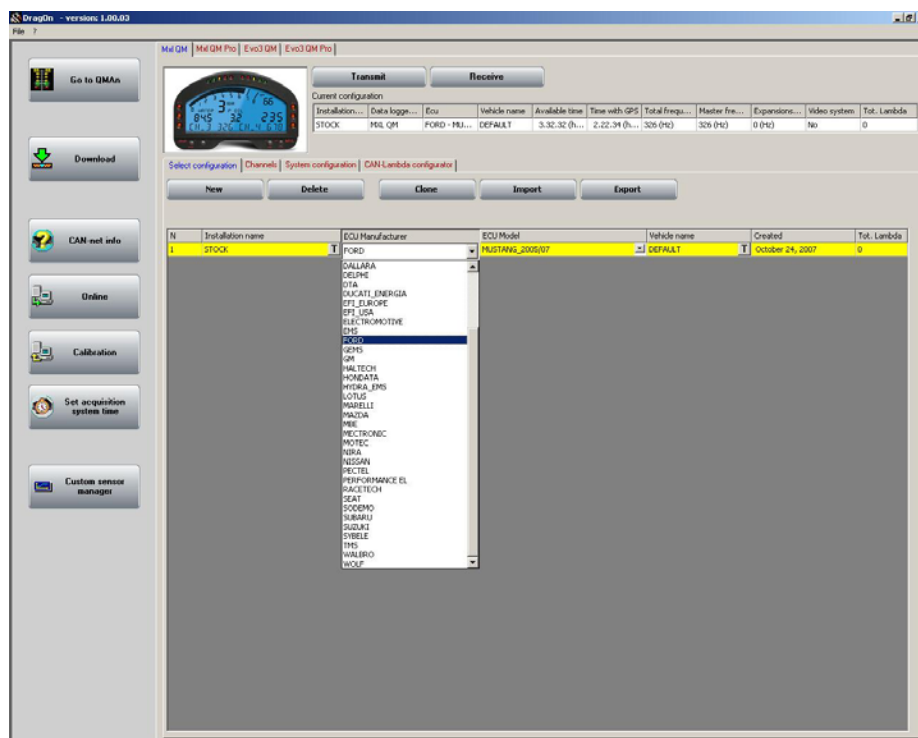 DragOn - version: 1.00.03
File ?
Go to QMAn
Download
CAN-net info
Online
Calibration
Set acquisition
system time
Custom sensor
manager
Mxl QM Mxl QM Pro Evo3 QM Evo3 QM Pro
Transmit Receive
Current configuration
Installation... Data logge... Ecu Vehicle name Available time Time with GPS Total frequ... Master fre... Expansions... Video system Tot. Lambda
STOCK MXL QM FORD - MU... DEFAULT 3.32.32 (h... 2.22.34 (h... 326 (Hz) 326 (Hz) 0 (Hz) No 0
Select configuration Channels System configuration CAN-Lambda configurator
New Delete Clone Import Export
N Installation name ECU Manufacturer ECU Model Vehicle name Created Tot. Lambda
1 STOCK T FORD MUSTANG_2005/07 DEFAULT T October 24, 2007 0
DALLARA
DELPHI
DTA
DUCATI_ENERGIA
EFI_EUROPE
EFI_USA
ELECTROMOTIVE
EMS
FORD
GEMS
GM
HALTECH
HONDATA
HYDRA_EMS
LOTUS
MARELLI
MAZDA
MBE
MECTRONIC
MOTEC
NIRA
NISSAN
PECTEL
PERFORMANCE EL
RACETECH
SEAT
SODEMO
SUBARU
SUZUKI
SYBELE
TMS
WALBRO
WOLF